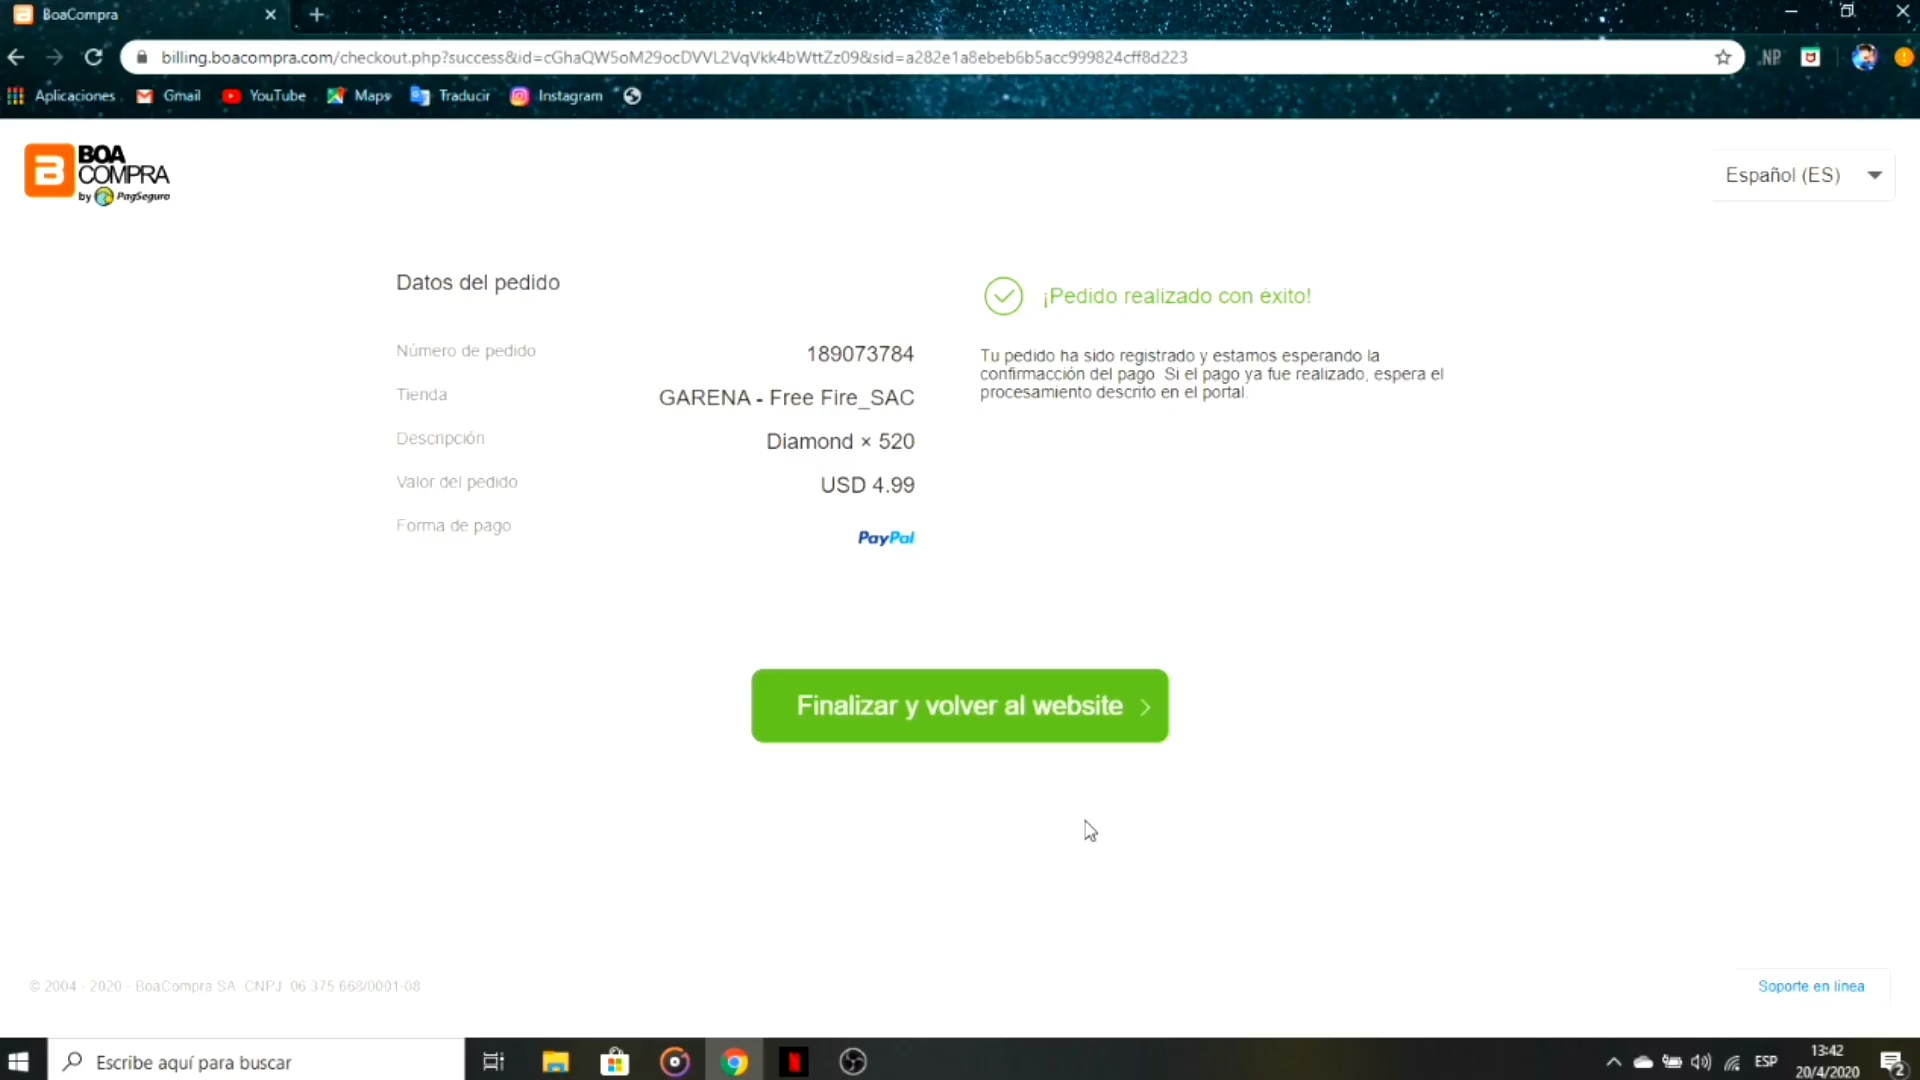 BoaCompra
billing.boacompra.com/checkout.php?success&id=cGhaQW5oM29ocDVVL2VqVkk4bWttZz09&sid=a282e1a8ebeb6b5acc999824cff8d223
NP
Aplicaciones
Gmail
YouTube
Maps
Traducir
Instagram
BOA
COMPRA
by PagSeguro
Español (ES)
Datos del pedido
¡Pedido realizado con éxito!
Número de pedido 189073784
Tienda GARENA - Free Fire_SAC
Descripción Diamond × 520
Valor del pedido USD 4.99
Forma de pago PayPal
Tu pedido ha sido registrado y estamos esperando la
confirmacción del pago. Si el pago ya fue realizado, espera el
procesamiento descrito en el portal.
Finalizar y volver al website
© 2004 - 2020 - BoaCompra SA. CNPJ. 06.375.668/0001-08
Soporte en línea
Escribe aquí para buscar
ESP
13:42
20/4/2020
2